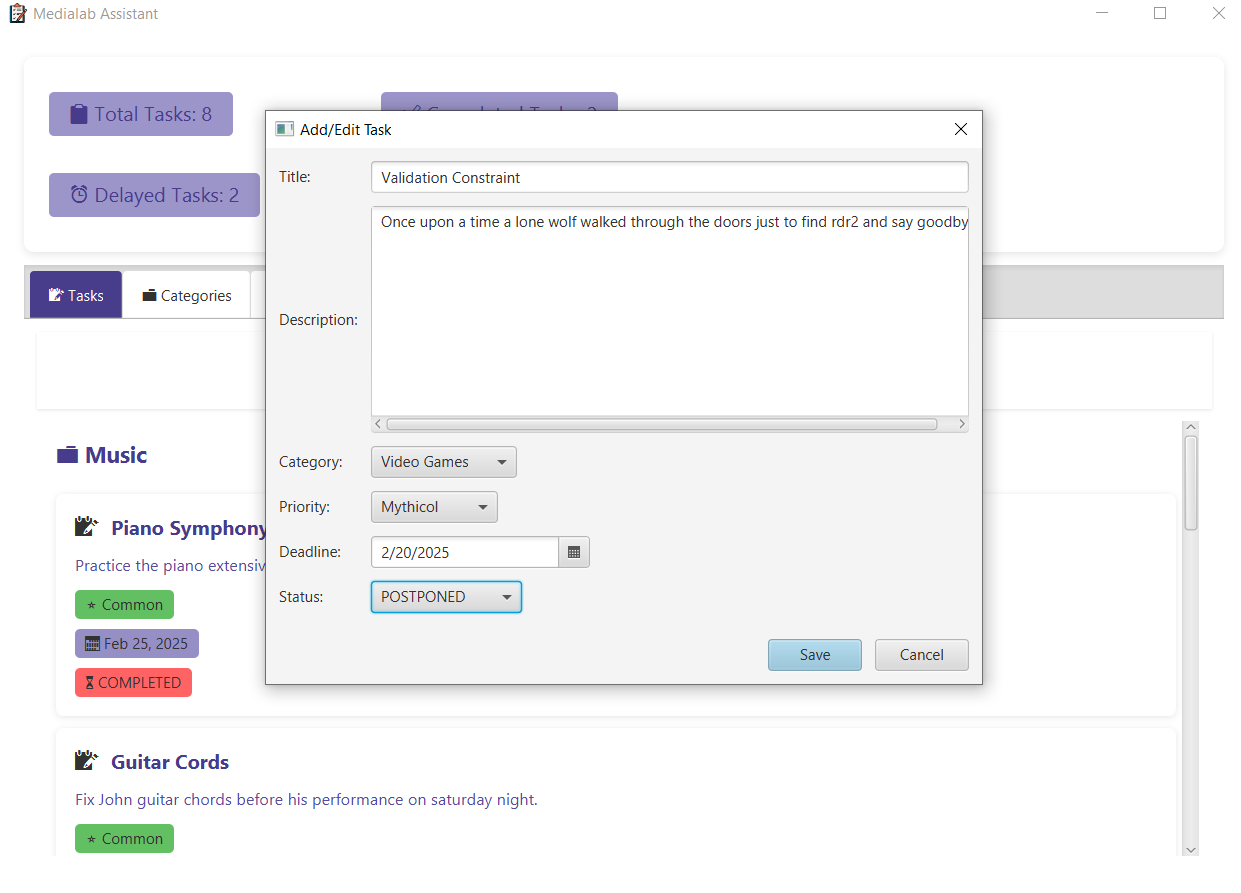 Medialab Assistant
Total Tasks: 8
Delayed Tasks: 2
Tasks
Categories
Add/Edit Task
Title:
Validation Constraint
Description:
Once upon a time a lone wolf walked through the doors just to find rdr2 and say goodby
Category:
Video Games
Priority:
Mythicol
Deadline:
2/20/2025
Status:
POSTPONED
Save
Cancel
Music
Piano Symphony
Practice the piano extensiv
Common
Feb 25, 2025
COMPLETED
Guitar Cords
Fix John guitar chords before his performance on saturday night.
Common